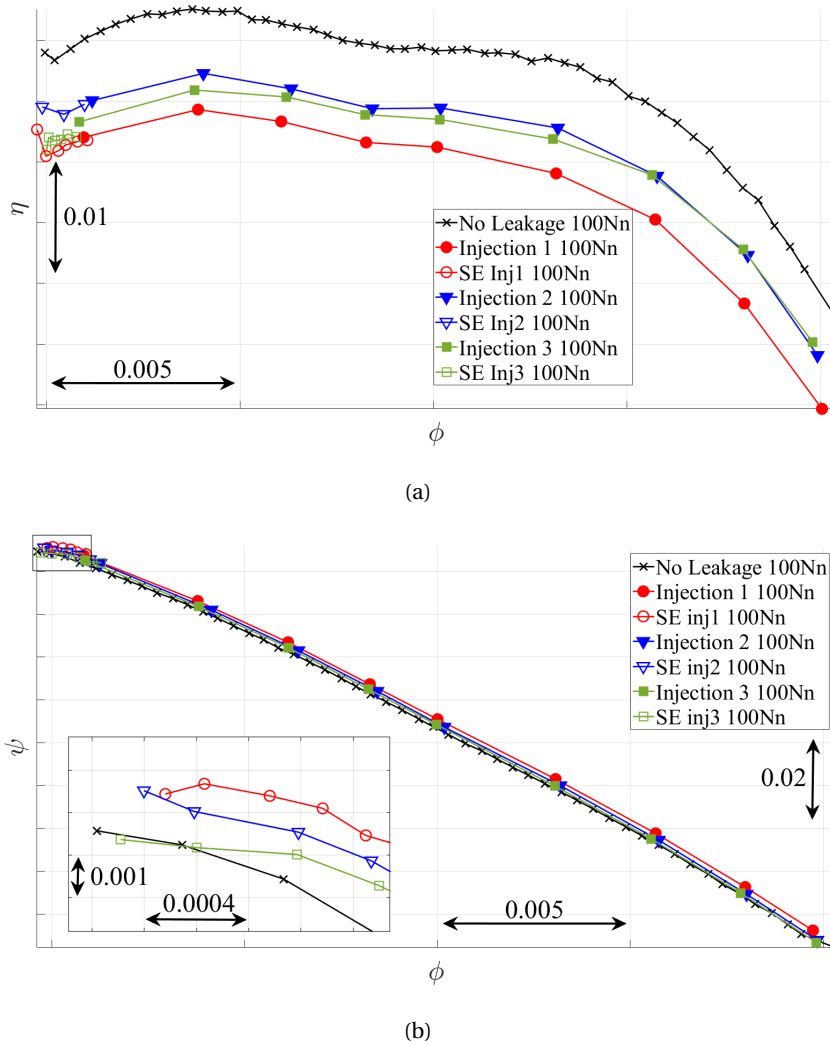 η
0.01
No Leakage 100Nn
Injection 1 100Nn
SE Inj1 100Nn
Injection 2 100Nn
SE Inj2 100Nn
Injection 3 100Nn
SE Inj3 100Nn
0.005
ϕ
(a)
No Leakage 100Nn
Injection 1 100Nn
SE inj1 100Nn
Injection 2 100Nn
SE inj2 100Nn
Injection 3 100Nn
SE inj3 100Nn
ψ
0.02
0.001
0.0004
0.005
ϕ
(b)